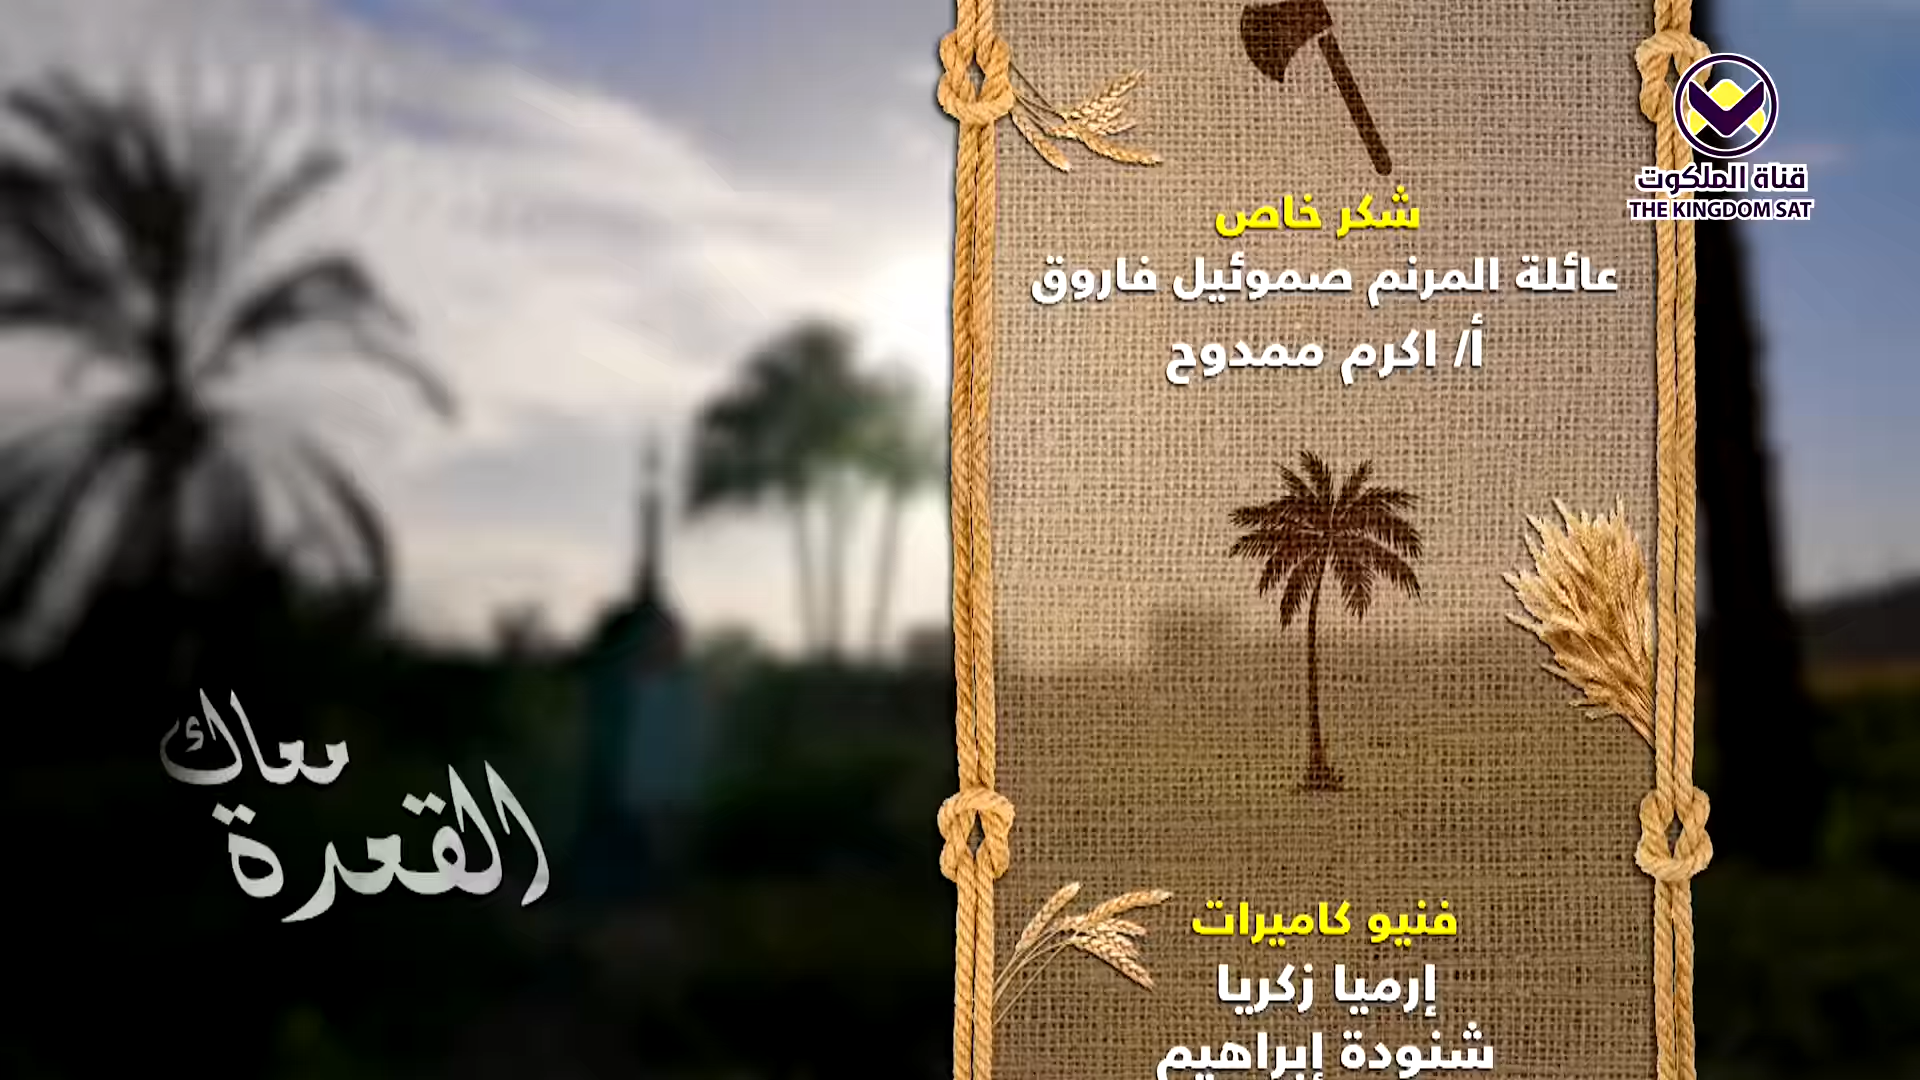 قناة الملكوت
THE KINGDOM SAT
شكر خاص
عائلة المرنم صموئيل فاروق
أ/ اكرم ممدوح
معاك
القعدة
فنيو كاميرات
إرميا زكريا
شنودة إبراهيم